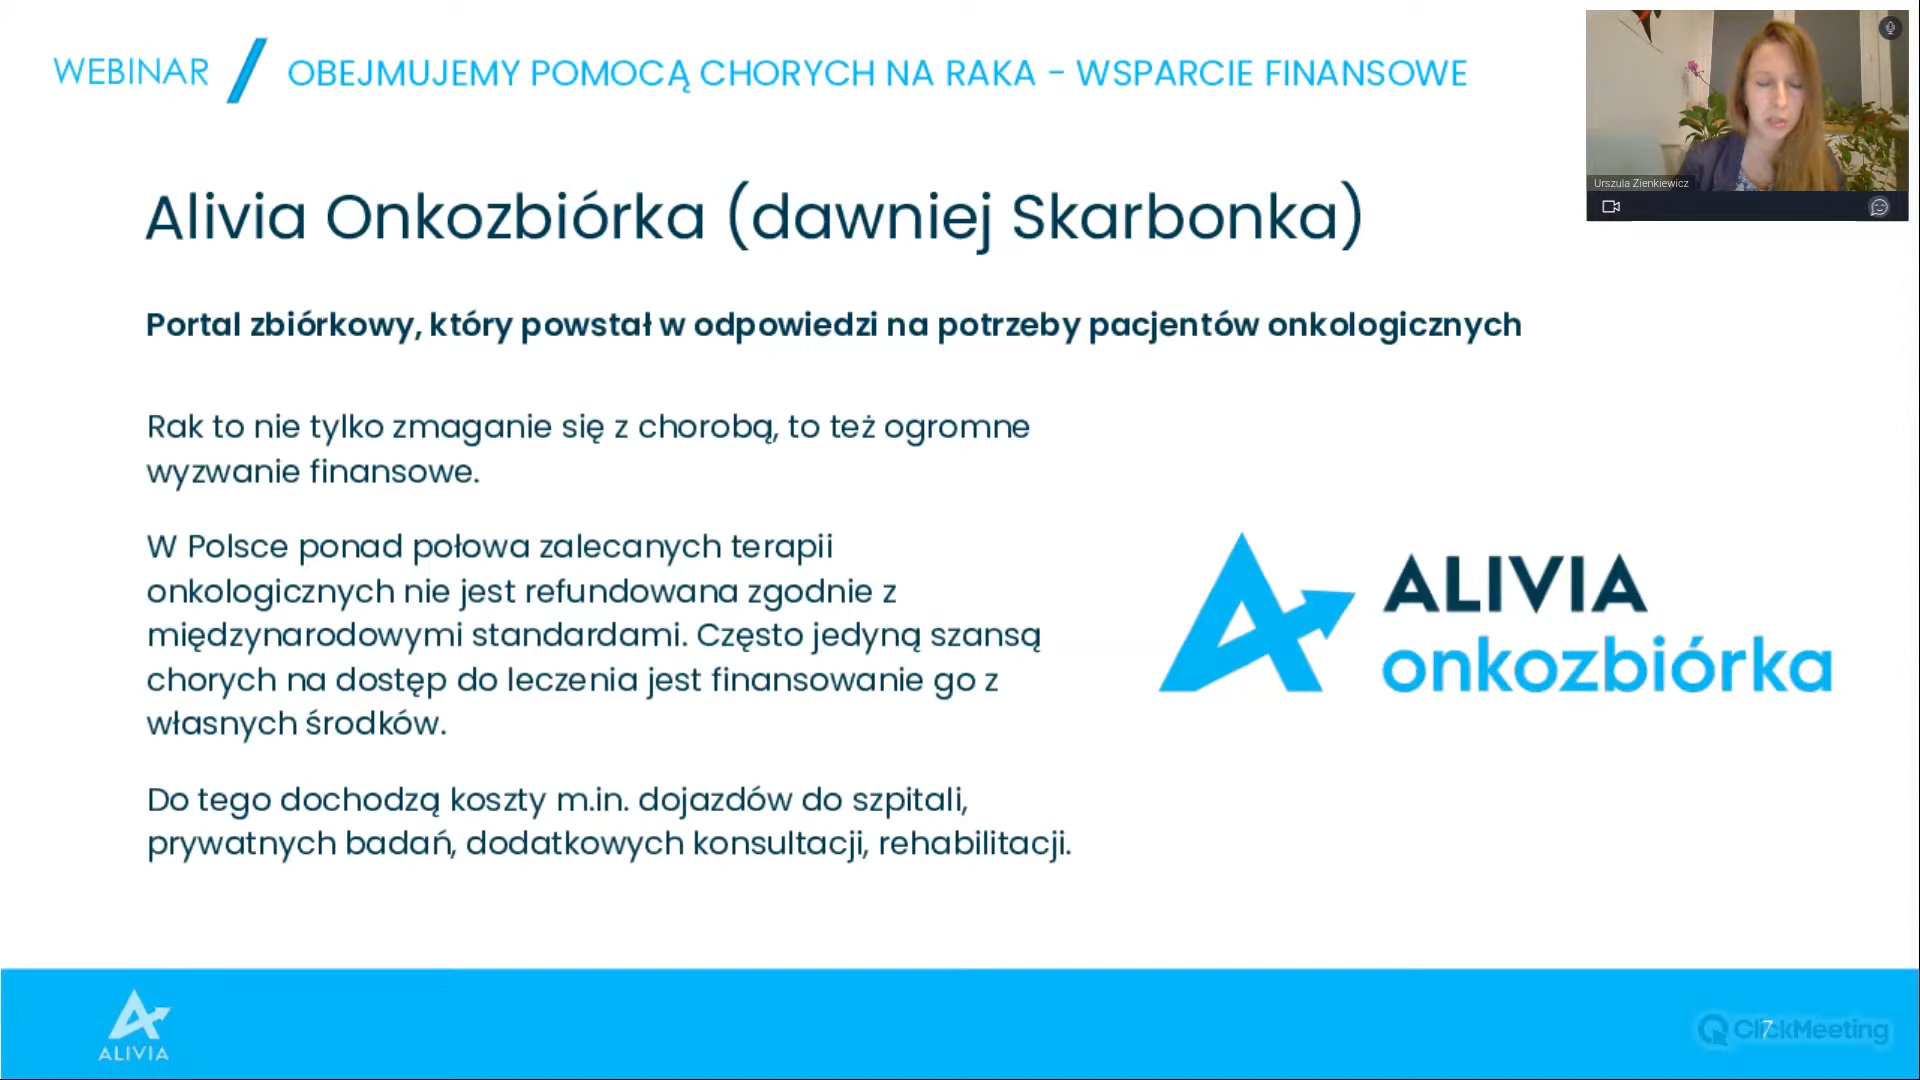 WEBINAR / OBEJMUJEMY POMOCĄ CHORYCH NA RAKA - WSPARCIE FINANSOWE
Urszula Zienkiewicz
Alivia Onkozbiórka (dawniej Skarbonka)
Portal zbiórkowy, który powstał w odpowiedzi na potrzeby pacjentów onkologicznych
Rak to nie tylko zmaganie się z chorobą, to też ogromne
wyzwanie finansowe.
W Polsce ponad połowa zalecanych terapii
onkologicznych nie jest refundowana zgodnie z
międzynarodowymi standardami. Często jedyną szansą
chorych na dostęp do leczenia jest finansowanie go z
własnych środków.
Do tego dochodzą koszty m.in. dojazdów do szpitali,
prywatnych badań, dodatkowych konsultacji, rehabilitacji.
ALIVIA
onkozbiórka
ALIVIA
7
ClickMeeting